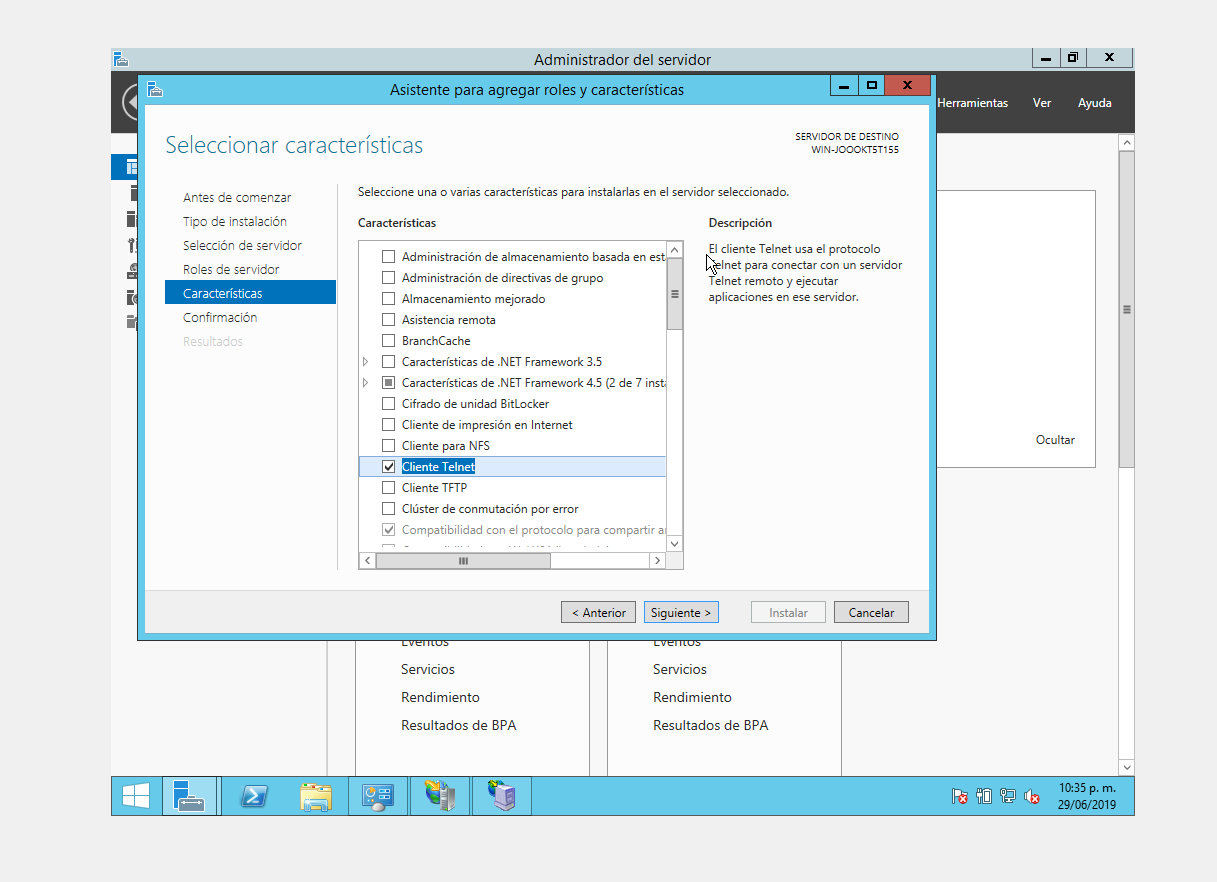 Administrador del servidor
Asistente para agregar roles y características
Herramientas
Ver
Ayuda
Seleccionar características
SERVIDOR DE DESTINO
WIN-JOOOKT5T155
Antes de comenzar
Tipo de instalación
Selección de servidor
Roles de servidor
Características
Confirmación
Resultados
Seleccione una o varias características para instalarlas en el servidor seleccionado.
Características
Administración de almacenamiento basada en est
Administración de directivas de grupo
Almacenamiento mejorado
Asistencia remota
BranchCache
Características de .NET Framework 3.5
Características de .NET Framework 4.5 (2 de 7 insta
Cifrado de unidad BitLocker
Cliente de impresión en Internet
Cliente para NFS
Cliente Telnet
Cliente TFTP
Clúster de conmutación por error
Compatibilidad con el protocolo para compartir a
Descripción
El cliente Telnet usa el protocolo
Telnet para conectar con un servidor
Telnet remoto y ejecutar
aplicaciones en ese servidor.
Ocultar
< Anterior
Siguiente >
Instalar
Cancelar
Eventos
Servicios
Rendimiento
Resultados de BPA
Eventos
Servicios
Rendimiento
Resultados de BPA
10:35 p. m.
29/06/2019